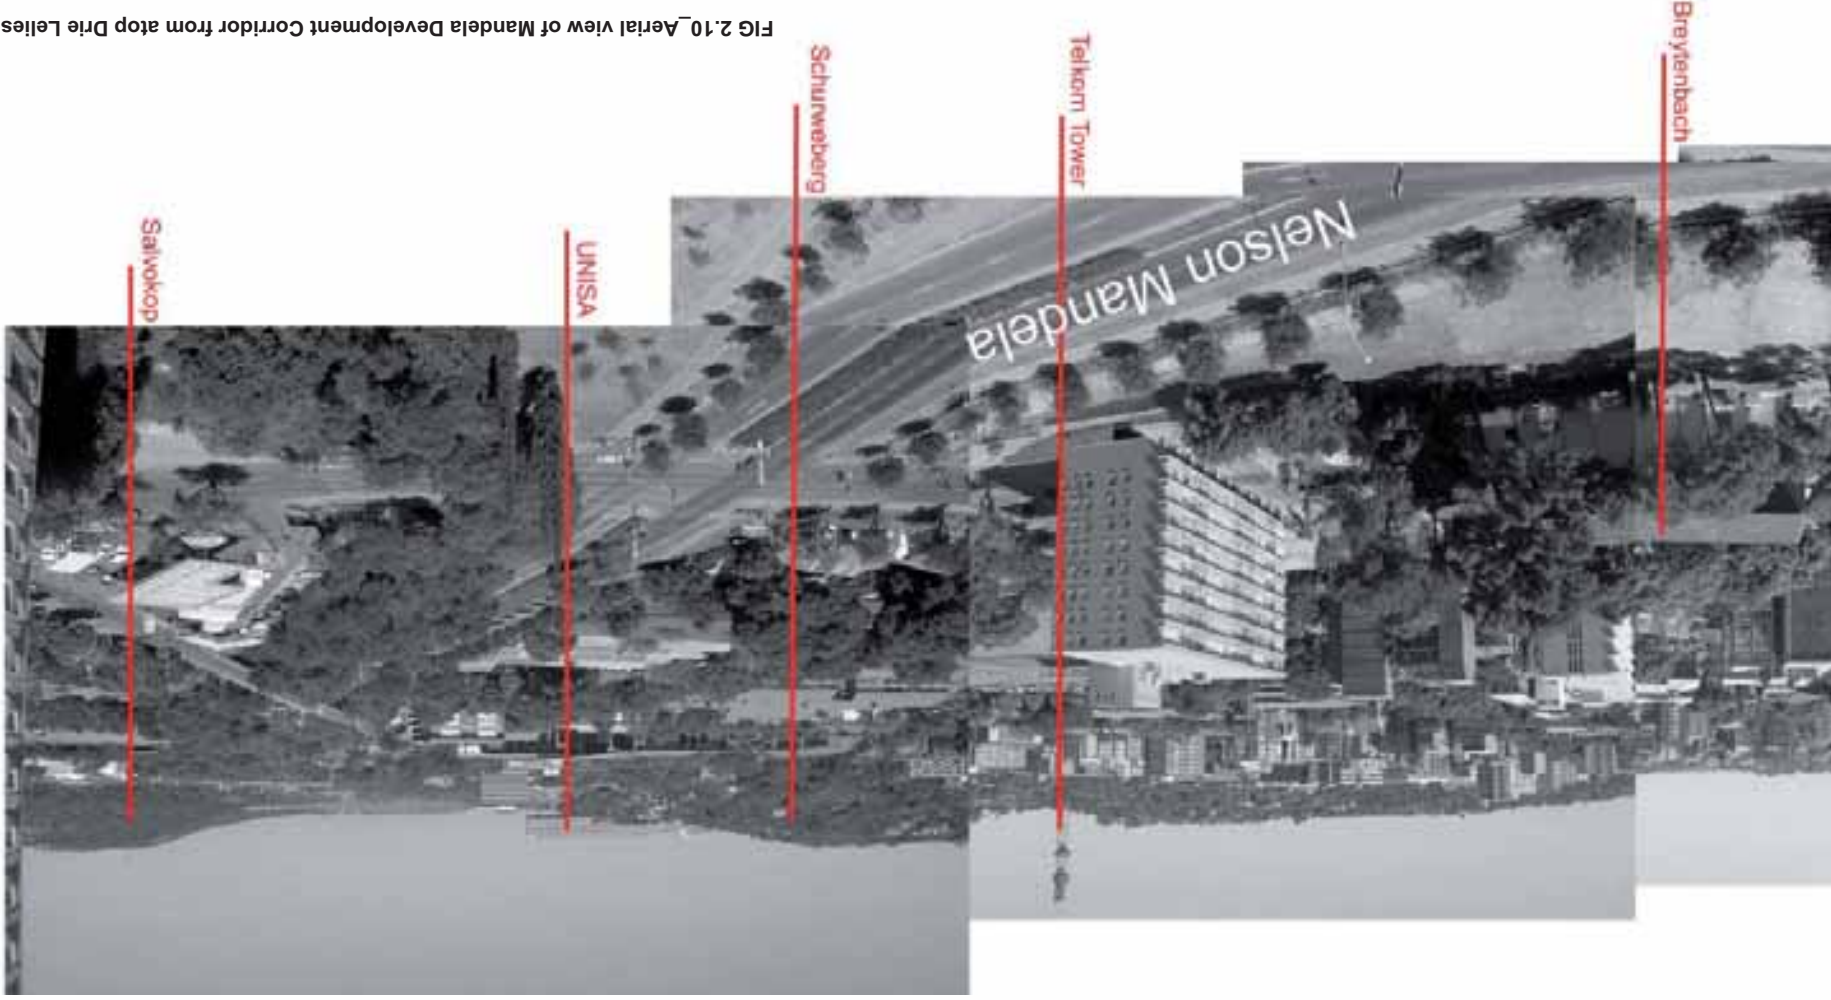 Breytenbach
Telkom Tower
Schurweberg
UNISA
Salvokop
Nelson Mandela
FIG 2.10_Aerial view of Mandela Development Corridor from atop Drie Lelies